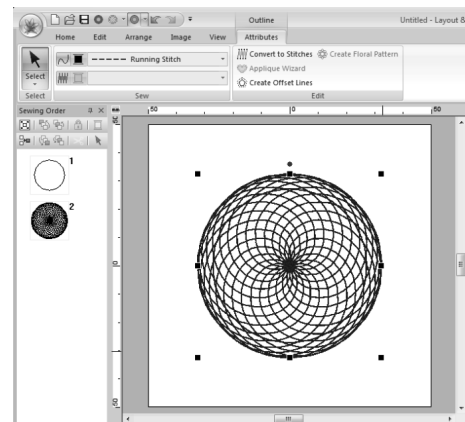 Outline
Untitled - Layout &
Home Edit Arrange Image View Attributes
Select
Running Stitch
Convert to Stitches
Create Floral Pattern
Applique Wizard
Create Offset Lines
Select
Sew
Edit
Sewing Order
50
0
50
50
0
50
1
2